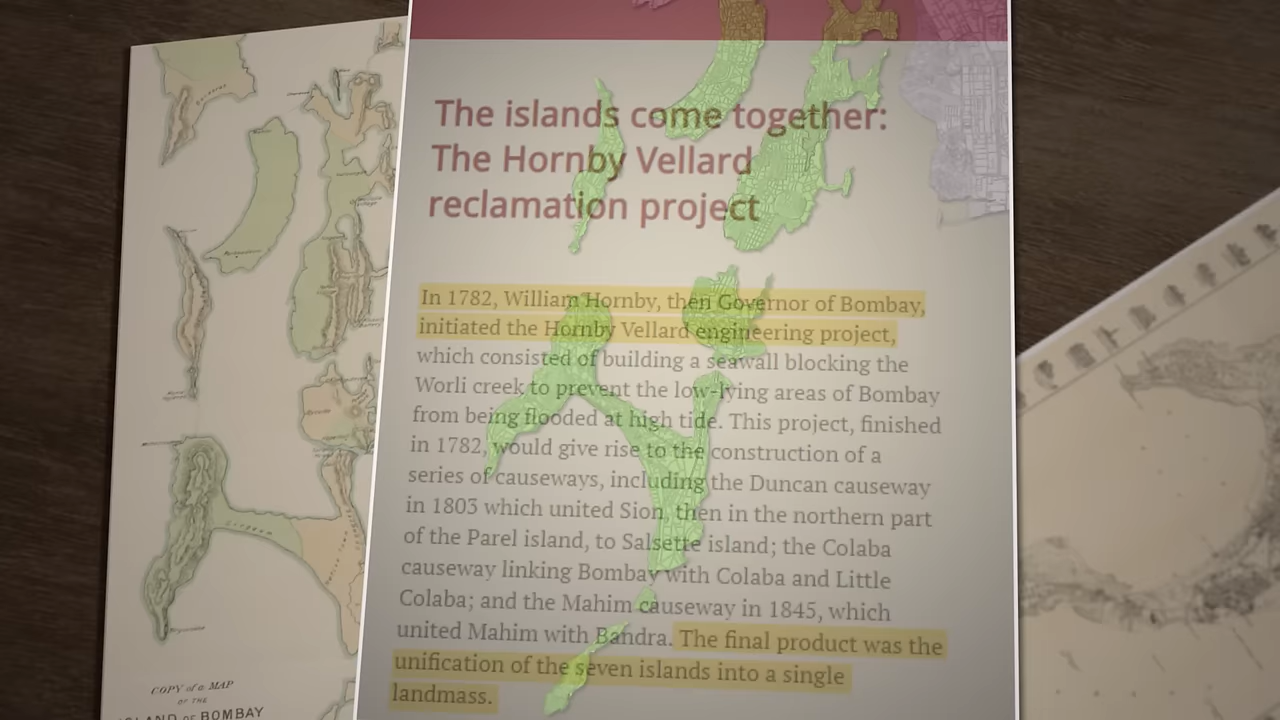 The islands come together:
The Hornby Vellard
reclamation project
In 1782, William Hornby, then Governor of Bombay,
initiated the Hornby Vellard engineering project,
which consisted of building a seawall blocking the
Worli creek to prevent the low-lying areas of Bombay
from being flooded at high tide. This project, finished
in 1782, would give rise to the construction of a
series of causeways, including the Duncan causeway
in 1803 which united Sion, then in the northern part
of the Parel island, to Salsette island; the Colaba
causeway linking Bombay with Colaba and Little
Colaba; and the Mahim causeway in 1845, which
united Mahim with Bandra. The final product was the
unification of the seven islands into a single
landmass.
COPY of a MAP
OF THE
ISLAND OF BOMBAY